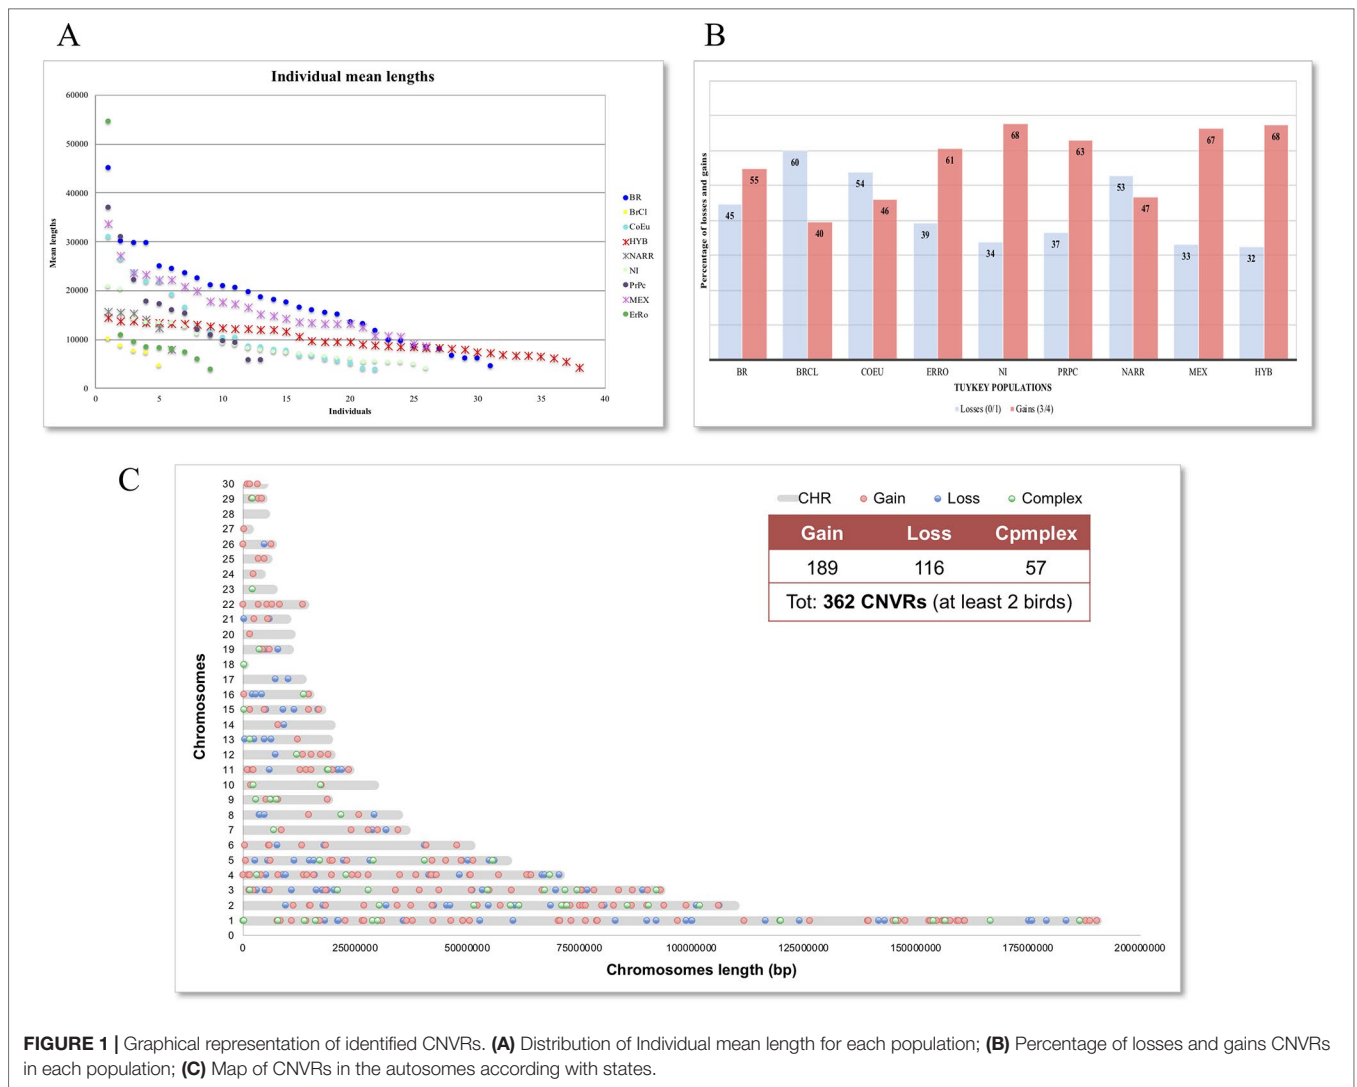 A
Individual mean lengths
60000
50000
40000
30000
20000
10000
0
Mean lengths
0 5 10 15 20 25 30 35 40
Individuals
BR
BrCl
CoEu
HYB
NARR
NI
PrPc
MEX
ErRo
B
Percentage of losses and gains
45 55 60 40 54 46 39 61 34 68 37 63 53 47 33 67 32 68
BR BRCL COEU ERRO NI PRPC NARR MEX HYB
TUYKEY POPULATIONS
Losses (0/1) Gains (3/4)
C
CHR Gain Loss Complex
Gain Loss Cpmplex
189 116 57
Tot: 362 CNVRs (at least 2 birds)
Chromosomes
30
29
28
27
26
25
24
23
22
21
20
19
18
17
16
15
14
13
12
11
10
9
8
7
6
5
4
3
2
1
0
0 25000000 50000000 75000000 100000000 125000000 150000000 175000000 200000000
Chromosomes length (bp)
FIGURE 1 | Graphical representation of identified CNVRs. (A) Distribution of Individual mean length for each population; (B) Percentage of losses and gains CNVRs
in each population; (C) Map of CNVRs in the autosomes according with states.